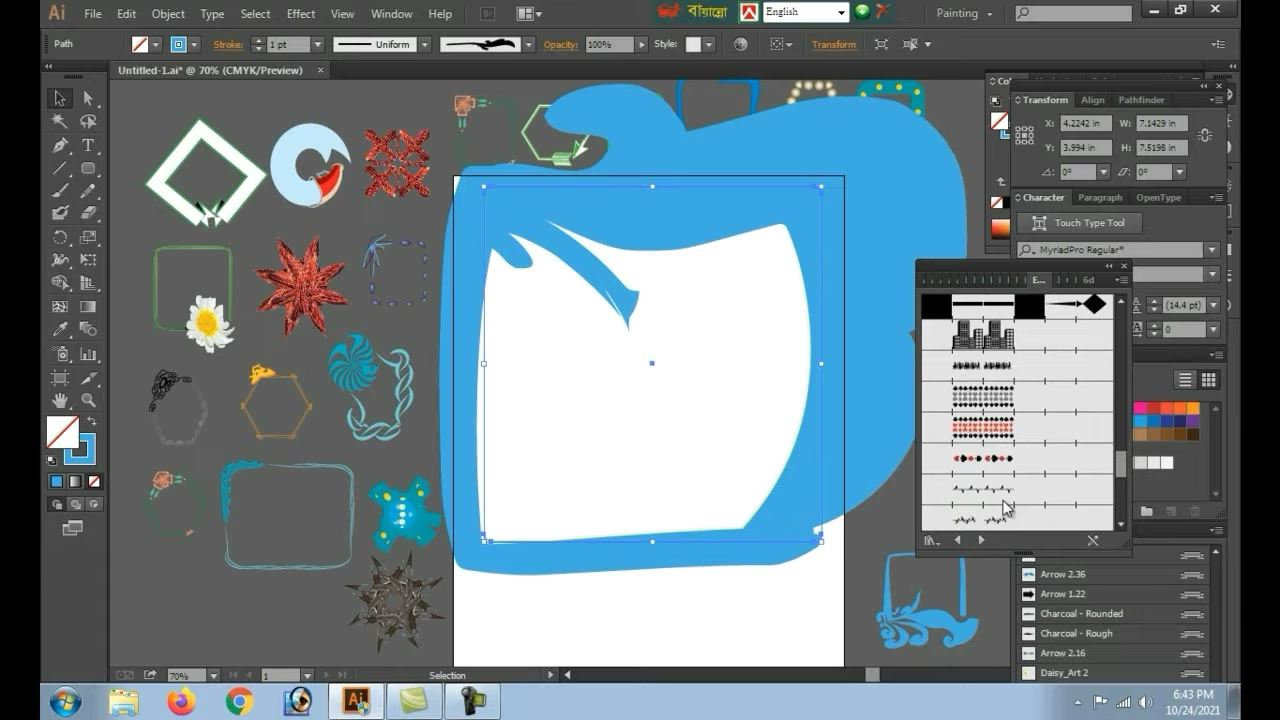 Ai File Edit Object Type Select Effect View Window Help Br বাঁয়ান্নো English Painting
Path Stroke: 1 pt Uniform Opacity: 100% Style: Transform
Untitled-1.ai* @ 70% (CMYK/Preview)
Transform Align Pathfinder
X: 4.2242 in W: 7.1429 in
Y: 3.994 in H: 7.5198 in
0° 0°
Character Paragraph OpenType
Touch Type Tool
MyriadPro Regular*
E... 6d
(14.4 pt)
0
Arrow 2.36
Arrow 1.22
Charcoal - Rounded
Charcoal - Rough
Arrow 2.16
Daisy_Art 2
70% 1 Selection
Ai
6:43 PM
10/24/2021